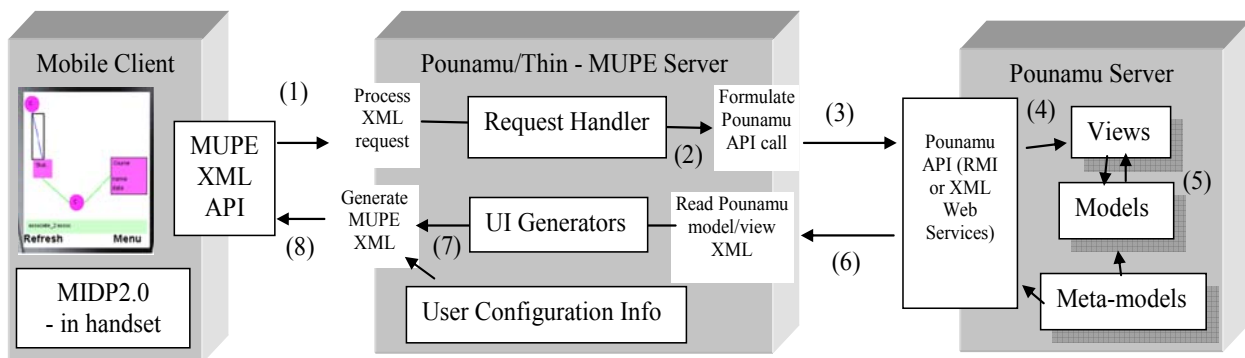 Mobile Client
Refresh Menu
MIDP2.0
- in handset
MUPE
XML
API
(1)
(8)
Pounamu/Thin - MUPE Server
Process
XML
request
Request Handler
(2)
Formulate
Pounamu
API call
Generate
MUPE
XML
(7)
UI Generators
Read Pounamu
model/view
XML
User Configuration Info
(3)
(6)
Pounamu Server
Pounamu
API (RMI
or XML
Web
Services)
(4)
Views
(5)
Models
Meta-models